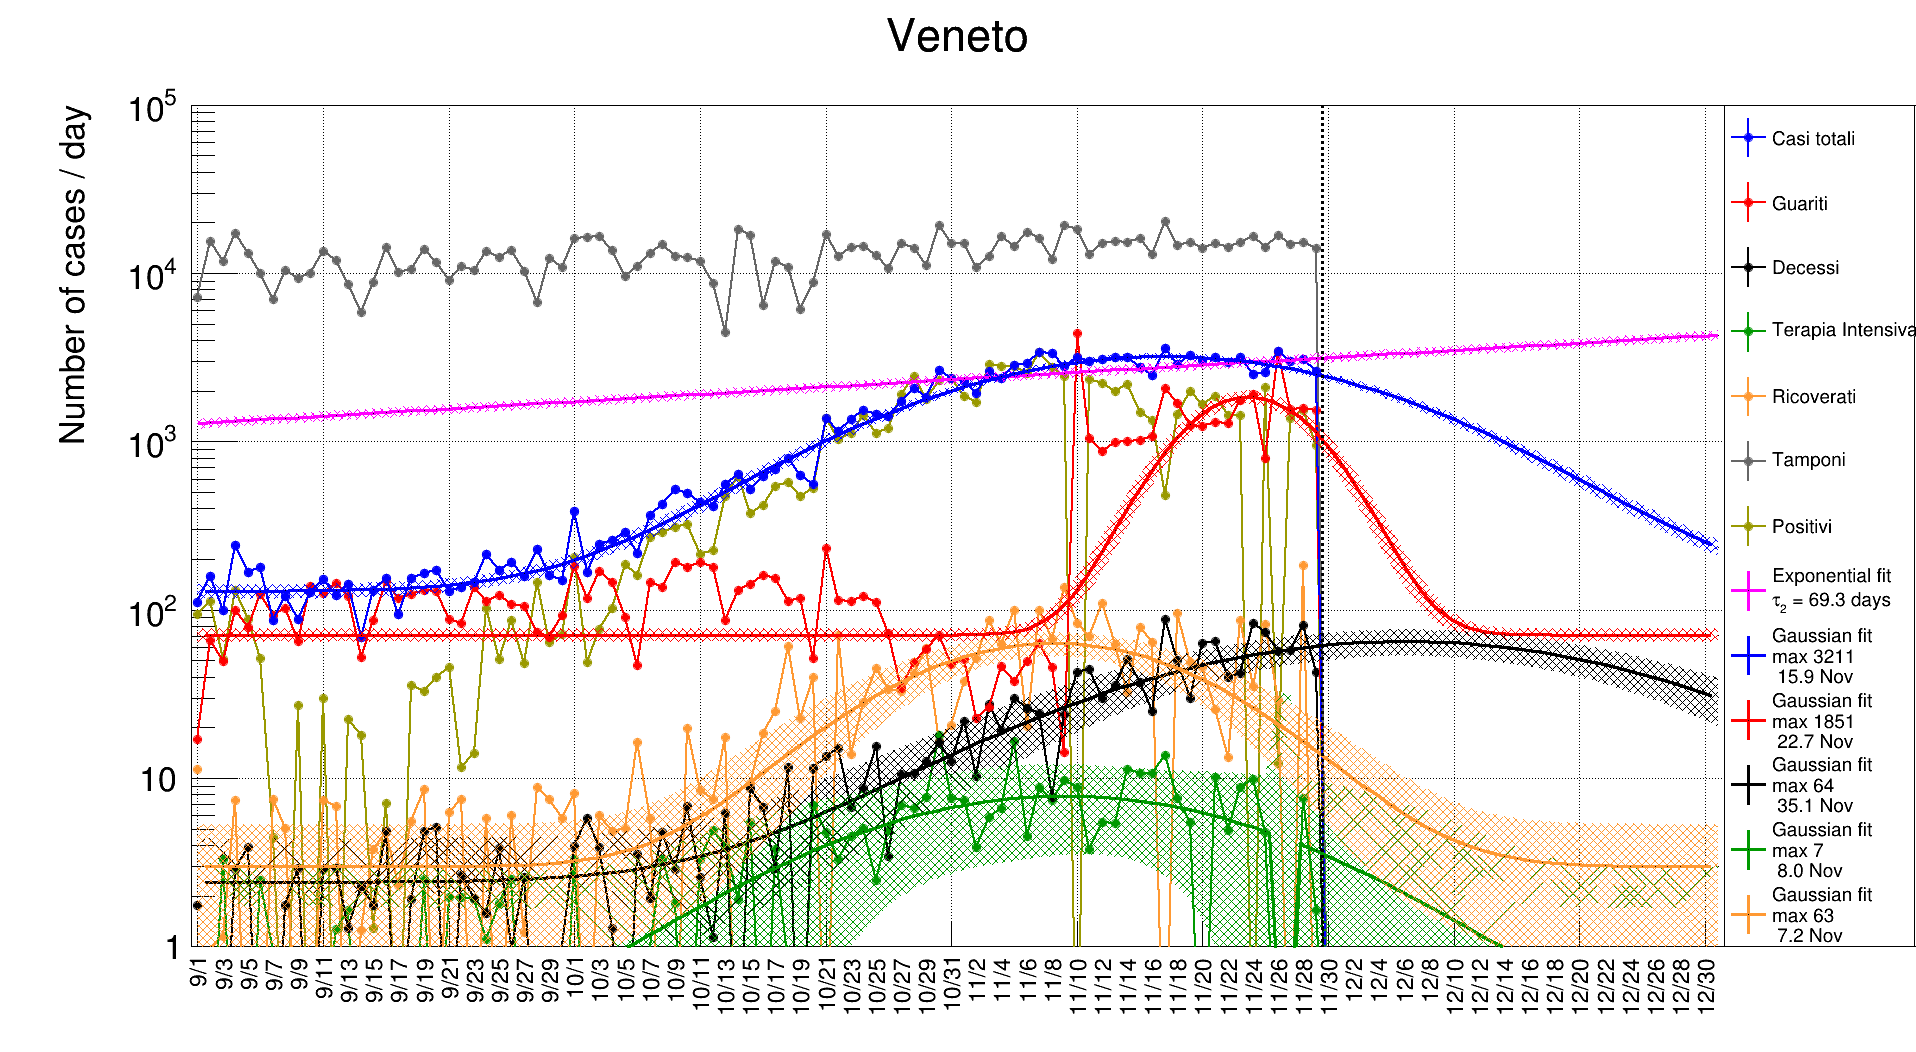 Veneto
Number of cases / day
10^5
10^4
10^3
10^2
10
1
9/1
9/3
9/5
9/7
9/9
9/11
9/13
9/15
9/17
9/19
9/21
9/23
9/25
9/27
9/29
10/1
10/3
10/5
10/7
10/9
10/11
10/13
10/15
10/17
10/19
10/21
10/23
10/25
10/27
10/29
10/31
11/2
11/4
11/6
11/8
11/10
11/12
11/14
11/16
11/18
11/20
11/22
11/24
11/26
11/28
11/30
12/2
12/4
12/6
12/8
12/10
12/12
12/14
12/16
12/18
12/20
12/22
12/24
12/26
12/28
12/30
Casi totali
Guariti
Decessi
Terapia Intensiva
Ricoverati
Tamponi
Positivi
Exponential fit
τ₂ = 69.3 days
Gaussian fit
max 3211
15.9 Nov
Gaussian fit
max 1851
22.7 Nov
Gaussian fit
max 64
35.1 Nov
Gaussian fit
max 7
8.0 Nov
Gaussian fit
max 63
7.2 Nov